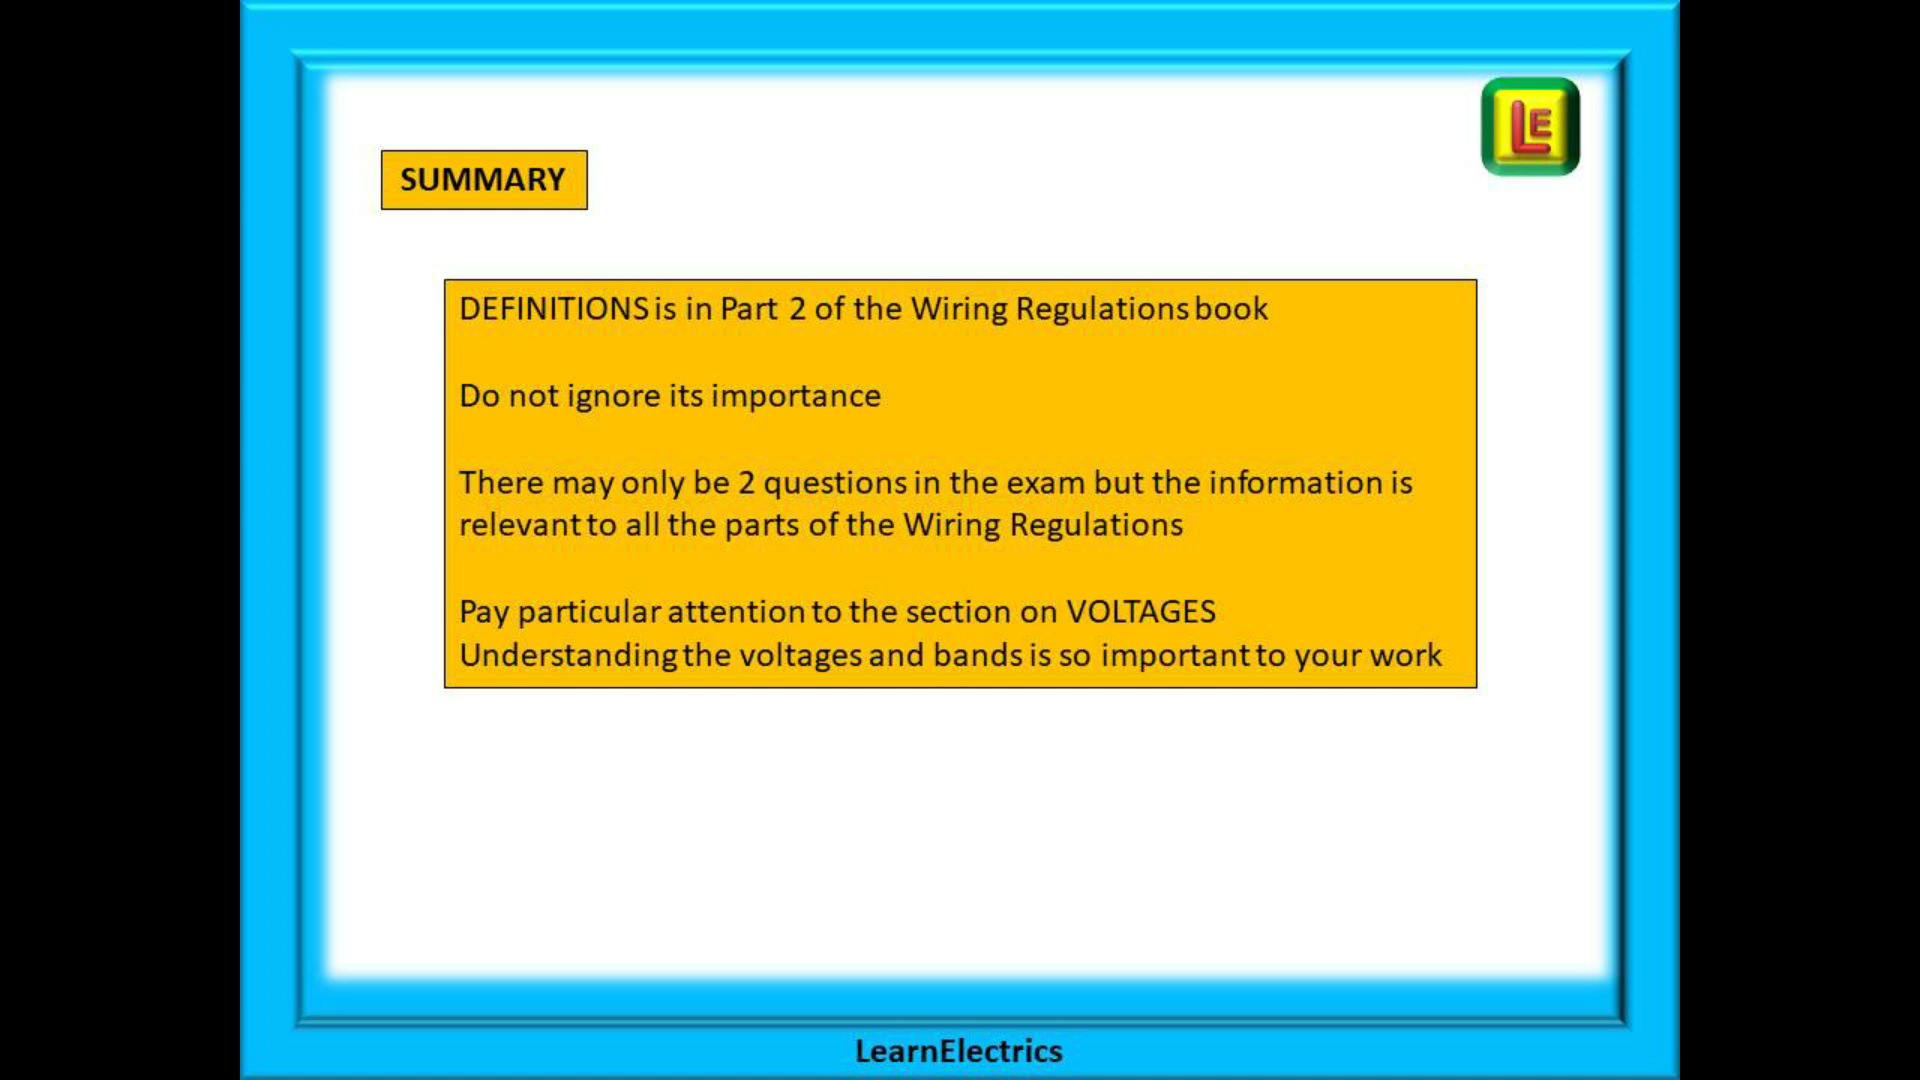 LE
SUMMARY
DEFINITIONS is in Part 2 of the Wiring Regulations book
Do not ignore its importance
There may only be 2 questions in the exam but the information is
relevant to all the parts of the Wiring Regulations
Pay particular attention to the section on VOLTAGES
Understanding the voltages and bands is so important to your work
LearnElectrics